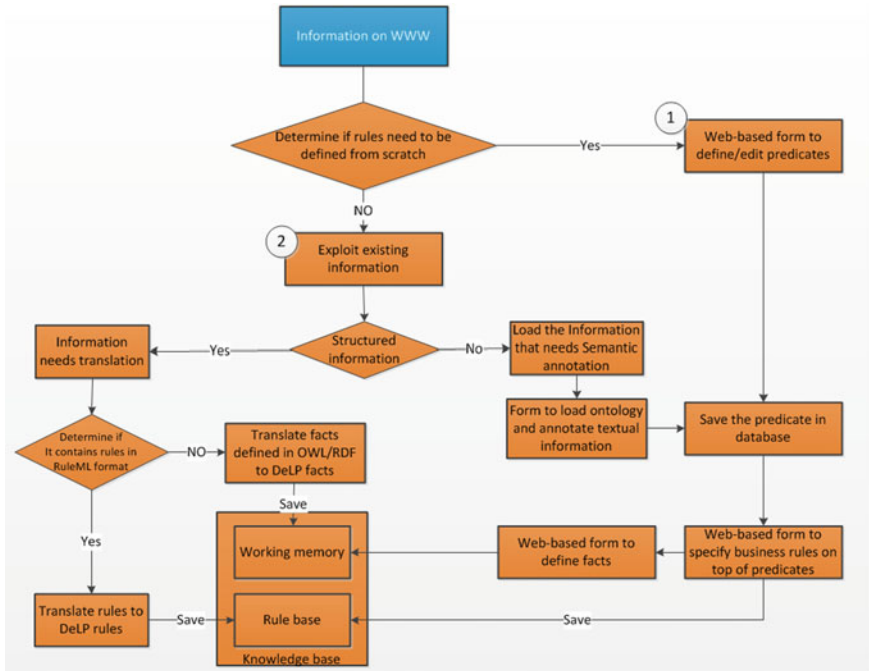 Information on WWW
1
Determine if rules need to be
defined from scratch
Yes
Web-based form to
define/edit predicates
NO
2
Exploit existing
information
Information
needs translation
Yes
Structured
information
No
Load the Information
that needs Semantic
annotation
Determine if
It contains rules in
RuleML format
NO
Translate facts
defined in OWL/RDF
to DeLP facts
Form to load ontology
and annotate textual
information
Save the predicate in
database
Save
Yes
Working memory
Web-based form to
define facts
Web-based form to
specify business rules on
top of predicates
Translate rules to
DeLP rules
Save
Rule base
Save
Knowledge base